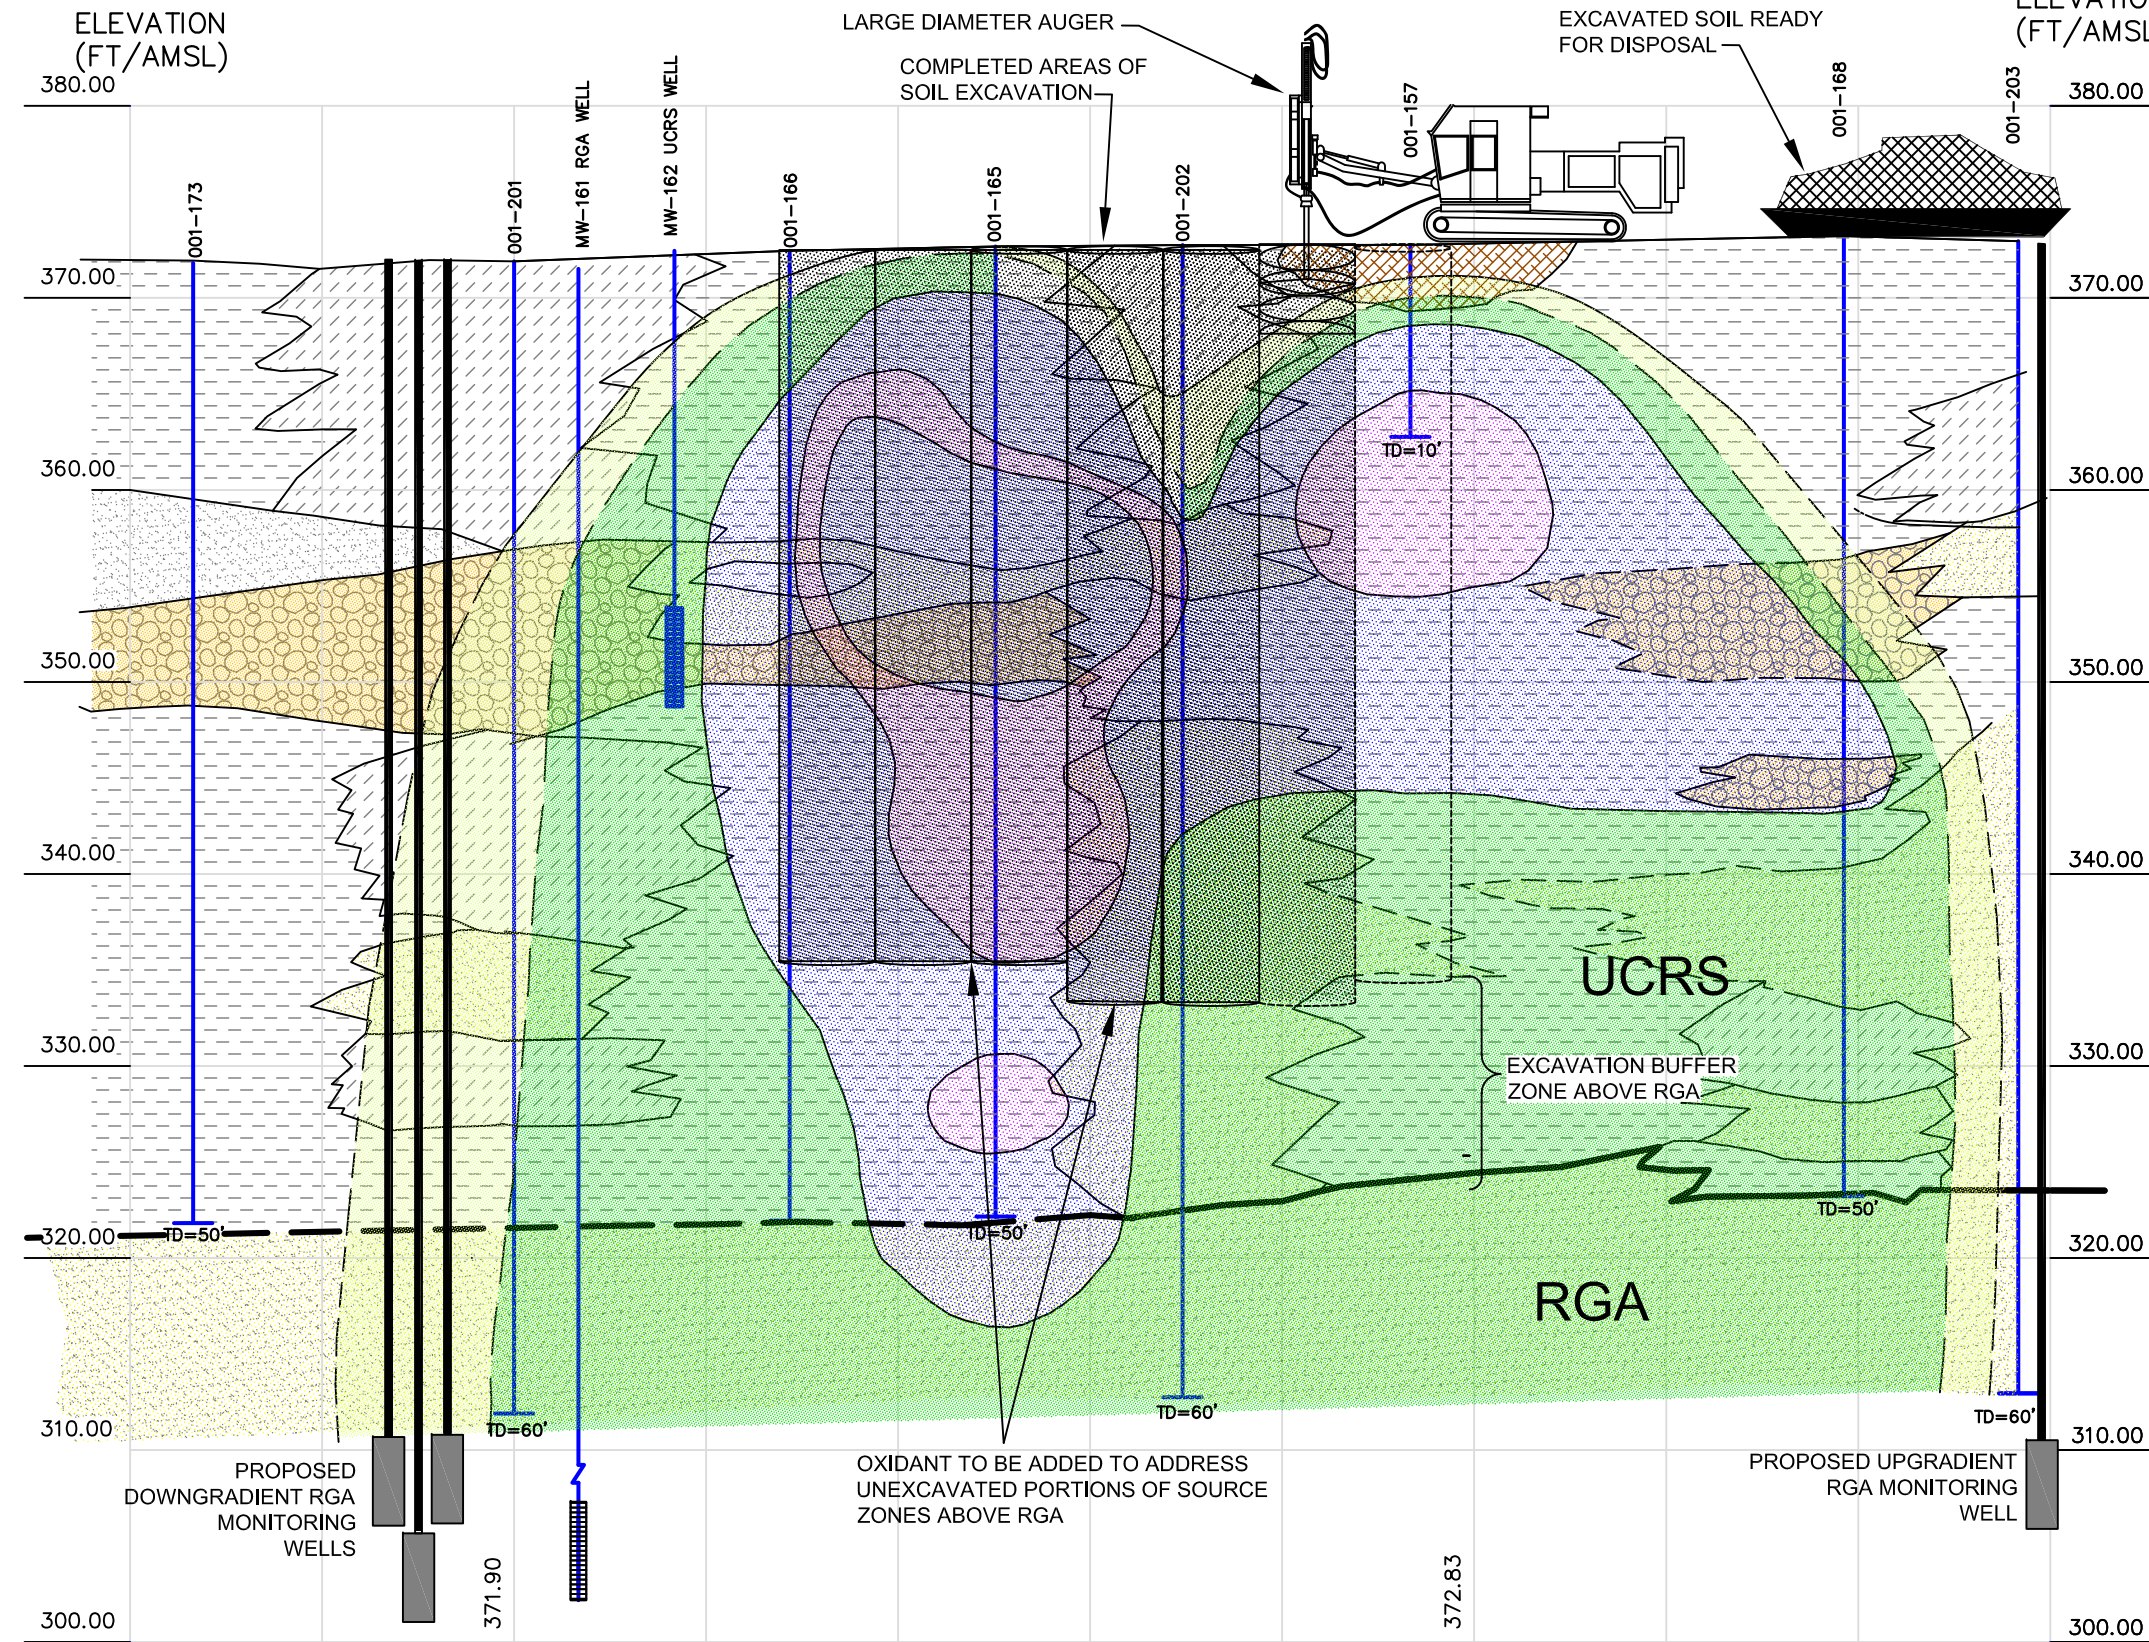 ELEVATION
(FT/AMSL)
LARGE DIAMETER AUGER
COMPLETED AREAS OF
SOIL EXCAVATION
EXCAVATED SOIL READY
FOR DISPOSAL
ELEVATION
(FT/AMSL
380.00
380.00
001-173
001-201
MW-161 RGA WELL
MW-162 UCRS WELL
001-166
001-165
001-202
001-157
001-168
001-203
370.00
370.00
TD=10'
360.00
360.00
350.00
350.00
340.00
340.00
UCRS
330.00
330.00
EXCAVATION BUFFER
ZONE ABOVE RGA
320.00
TD=50'
TD=50'
TD=50'
320.00
RGA
310.00
TD=60'
TD=60'
TD=60'
310.00
PROPOSED
DOWNGRADIENT RGA
MONITORING
WELLS
OXIDANT TO BE ADDED TO ADDRESS
UNEXCAVATED PORTIONS OF SOURCE
ZONES ABOVE RGA
PROPOSED UPGRADIENT
RGA MONITORING
WELL
371.90
372.83
300.00
300.00